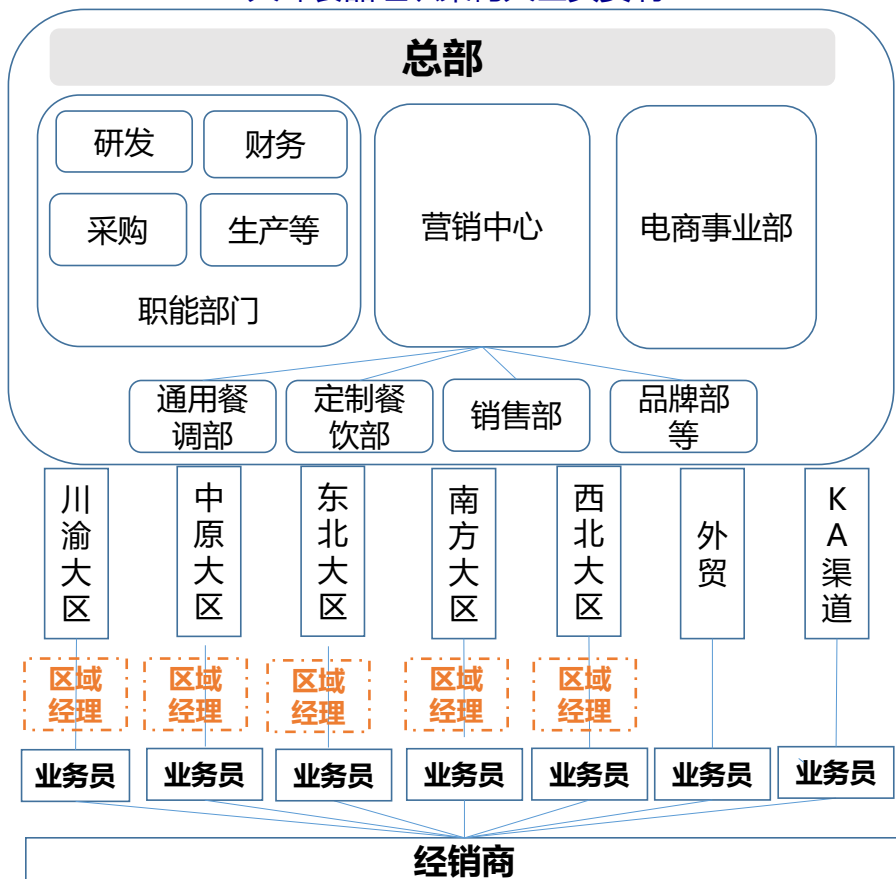 总部
研发
财务
采购
生产等
职能部门
营销中心
电商事业部
通用餐
调部
定制餐
饮部
销售部
品牌部
等
川渝大区
中原大区
东北大区
南方大区
西北大区
外贸
KA渠道
区域
经理
区域
经理
区域
经理
区域
经理
区域
经理
业务员
业务员
业务员
业务员
业务员
业务员
业务员
经销商